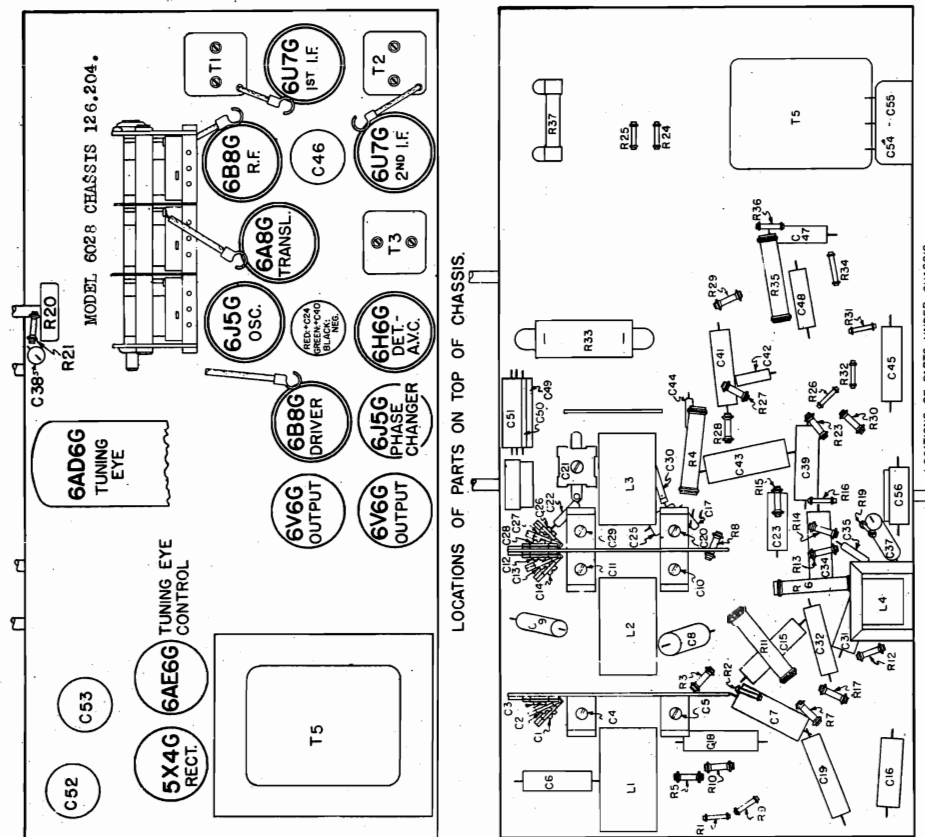 MODEL 6028 CHASSIS 126,204.
R20
R21
C38
6AD6G
TUNING
EYE
T1
6U7G
1ST I.F.
T2
6B8G
R.F.
C46
6U7G
2ND I.F.
6A8G
TRANSL.
T3
6J5G
OSC.
RED:+C24
GREEN:+C40
BLACK:
NEG.
6H6G
DET.-
A.V.C.
6B8G
DRIVER
6J5G
PHASE
CHANGER
6V6G
OUTPUT
6V6G
OUTPUT
TUNING EYE
CONTROL
6AE6G
5X4G
RECT.
C53
C52
T5
LOCATIONS OF PARTS ON TOP OF CHASSIS.
R37
R25
R24
T5
C54 - C55
R36
C47
R35
C48
R34
R29
R33
C41
C42
R31
R32
C45
R27
R26
R28
R23
R30
C44
R4
C43
C39
C51
C50
C49
C21
L3
C30
R15
R16
C23
C56
R19
C37
C22
C26
C27
C28
C12
C13
C14
C29
C25
C17
C20
R8
C11
C10
R14
R13
C34
C35
R6
L4
C9
L2
C8
R11
C15
C32
C31
R12
R3
R2
C3
C2
C1
C4
C5
C7
R7
R17
C18
C6
L1
R5
R10
R1
R9
C19
C16